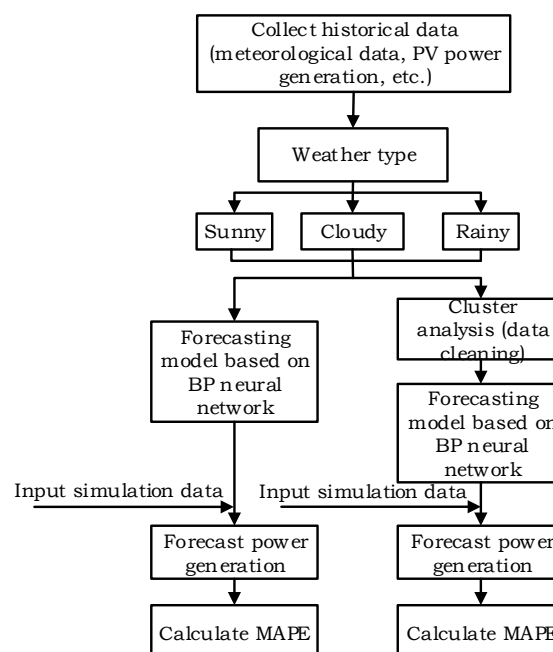 Collect historical data
(meteorological data, PV power
generation, etc.)
Weather type
Sunny
Cloudy
Rainy
Forecasting
model based on
BP neural
network
Cluster
analysis (data
cleaning)
Forecasting
model based on
BP neural
network
Input simulation data
Input simulation data
Forecast power
generation
Forecast power
generation
Calculate MAPE
Calculate MAPE